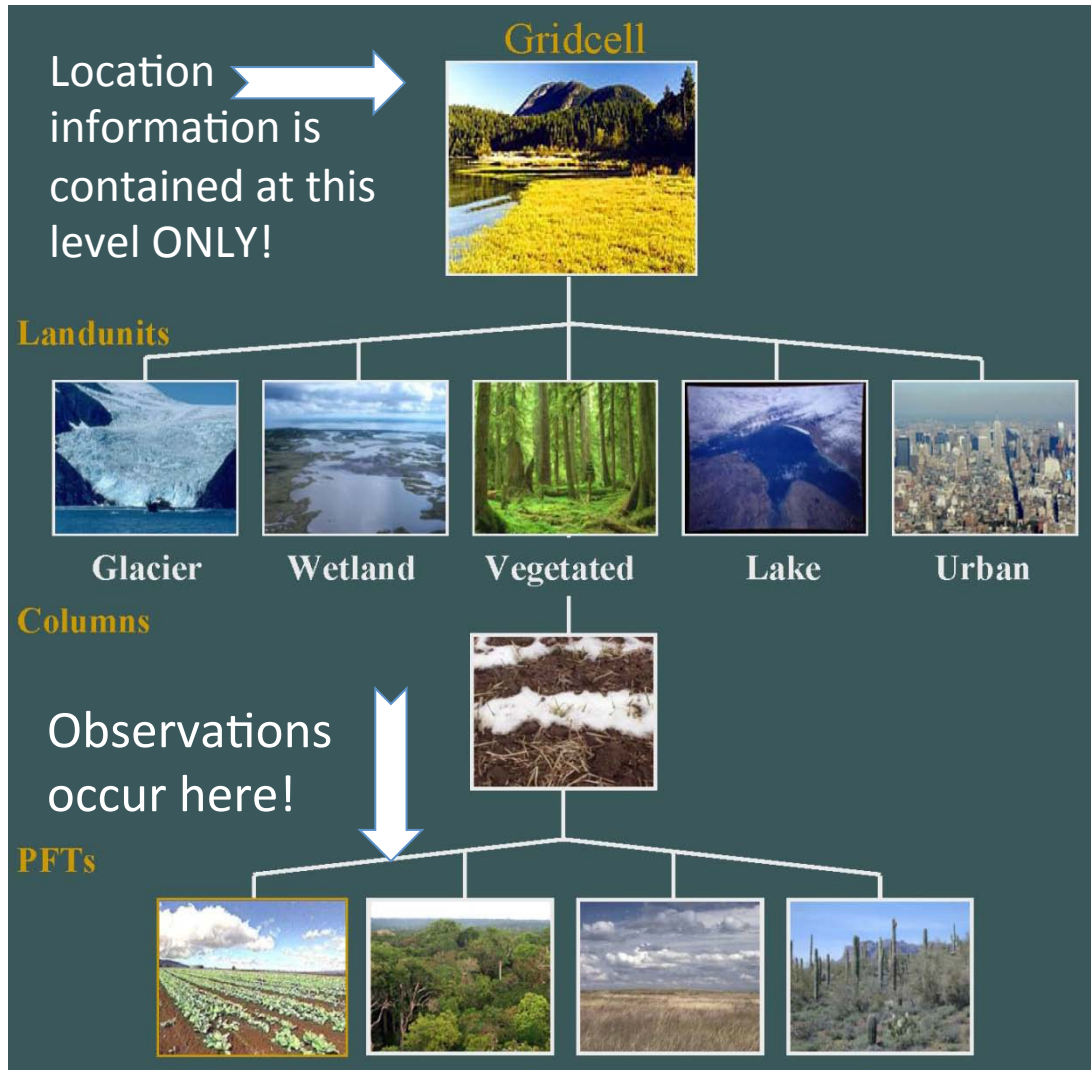 Gridcell
Location
information is
contained at this
level ONLY!
Landunits
Glacier
Wetland
Vegetated
Lake
Urban
Columns
Observations
occur here!
PFTs